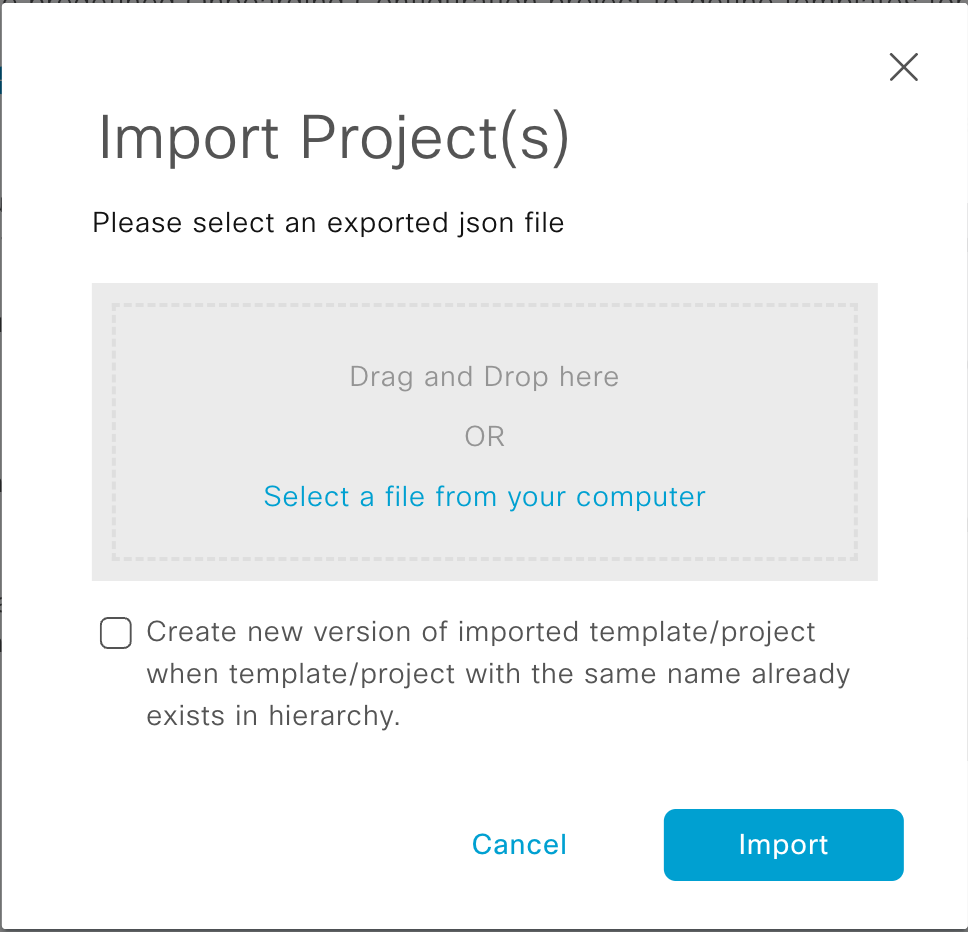 Import Project(s)
Please select an exported json file
Drag and Drop here
OR
Select a file from your computer
Create new version of imported template/project
when template/project with the same name already
exists in hierarchy.
Cancel
Import